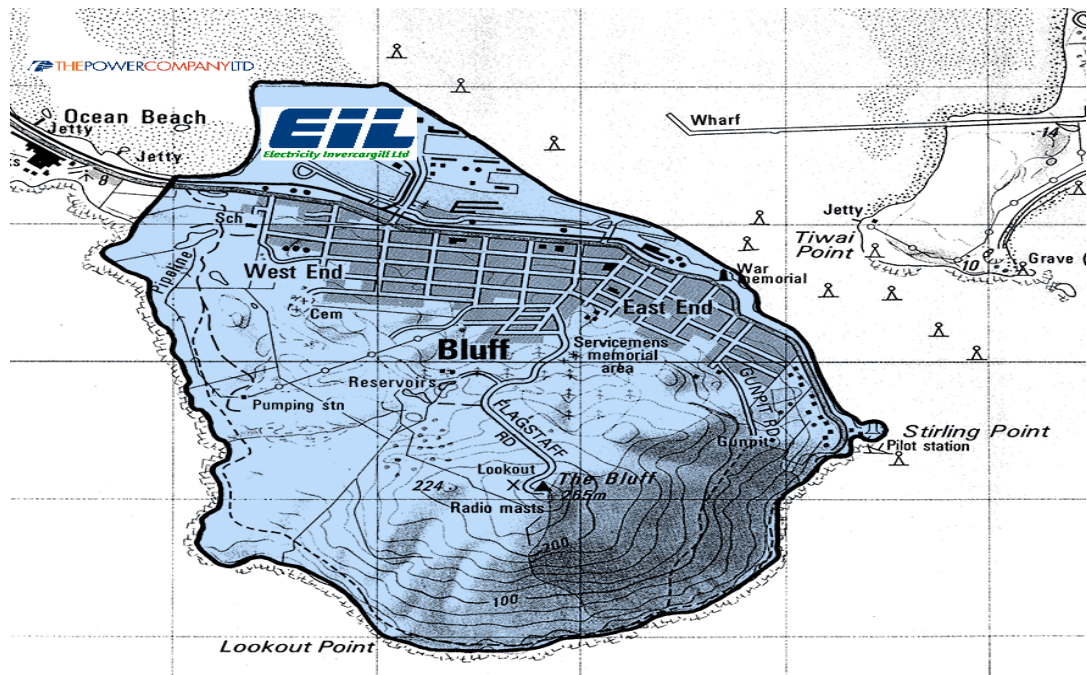 THEPOWERCOMPANYLTD
EIL
Electricity Invercargill Ltd
Ocean Beach
Jetty
Jetty
8
Wharf
14
Sch
Jetty
Tiwai
Point
10
8
Grave
Pipeline
West End
War
memorial
Cem
East End
Bluff
Servicemens
memorial
area
Reservoirs
Pumping stn
FLAGSTAFF
RD
GUNPIT RD
Gunpit
Stirling Point
Pilot station
Lookout
The Bluff
265m
224
Radio masts
200
100
Lookout Point